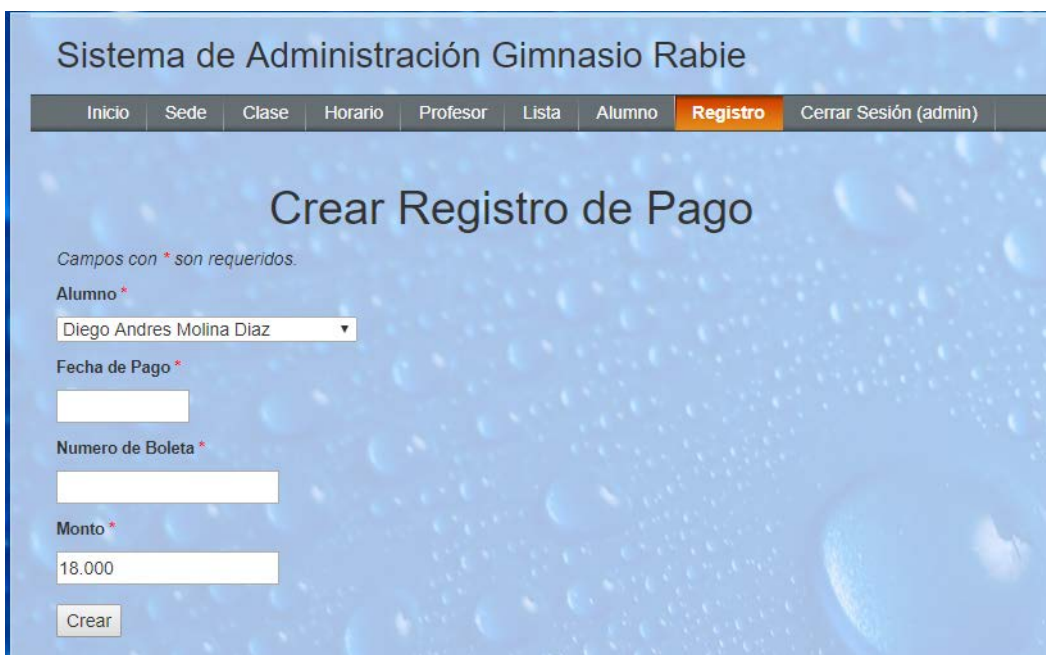 Sistema de Administración Gimnasio Rabie
Inicio Sede Clase Horario Profesor Lista Alumno Registro Cerrar Sesión (admin)
Crear Registro de Pago
Campos con * son requeridos.
Alumno *
Diego Andres Molina Diaz
Fecha de Pago *
Numero de Boleta *
Monto *
18.000
Crear